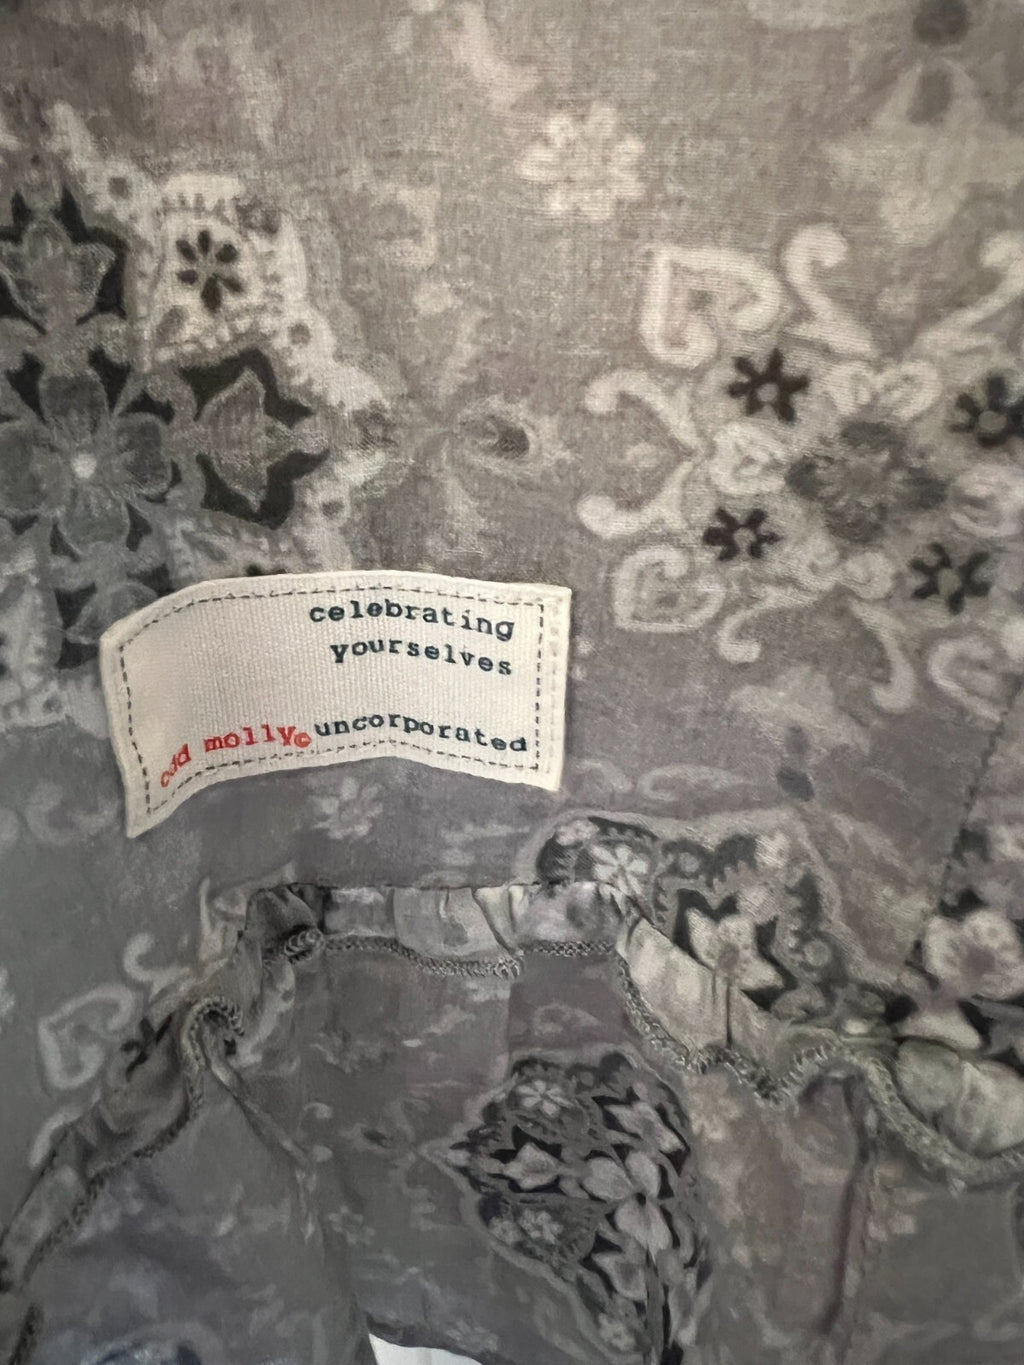 celebrating
yourselves
odd molly© uncorporated